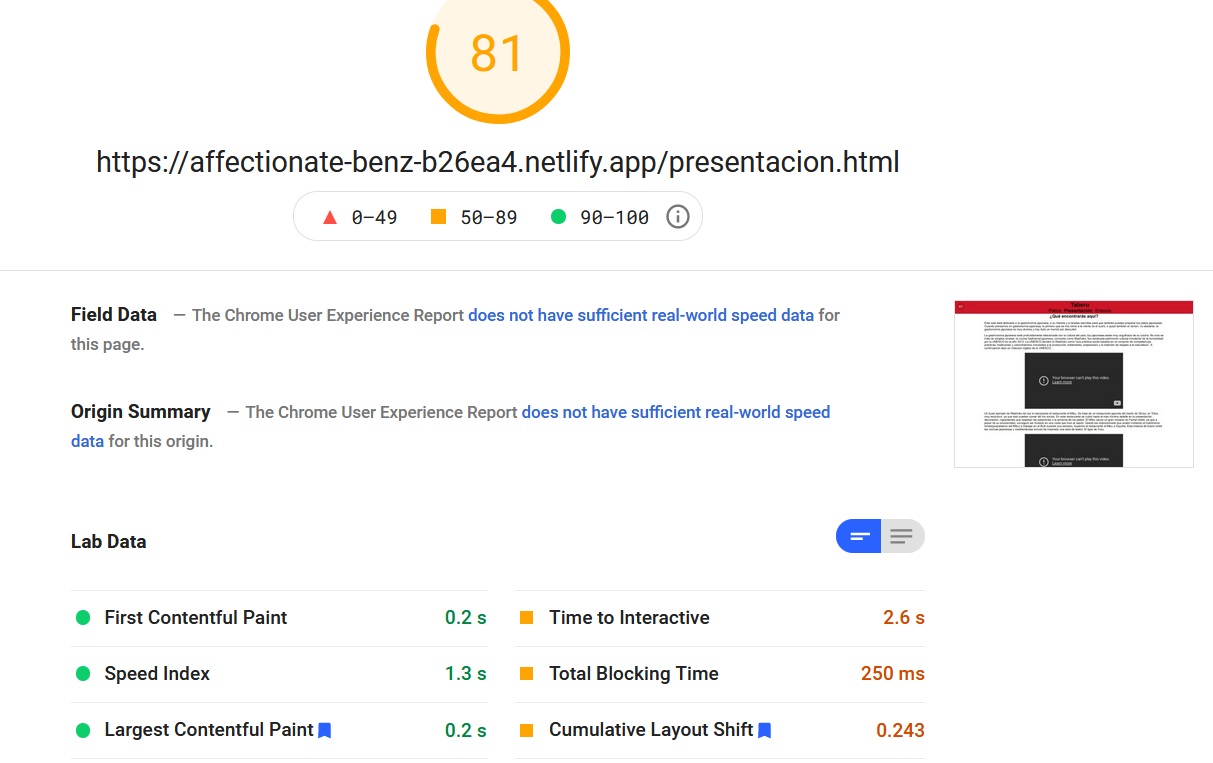 81
https://affectionate-benz-b26ea4.netlify.app/presentacion.html
0–49 50–89 90–100
Field Data — The Chrome User Experience Report does not have sufficient real-world speed data for
this page.
Origin Summary — The Chrome User Experience Report does not have sufficient real-world speed
data for this origin.
Taberu
¿Qué encontrarás aquí?
Your browser can't play this video.
Learn more
Your browser can't play this video.
Learn more
Lab Data
First Contentful Paint 0.2 s
Time to Interactive 2.6 s
Speed Index 1.3 s
Total Blocking Time 250 ms
Largest Contentful Paint 0.2 s
Cumulative Layout Shift 0.243